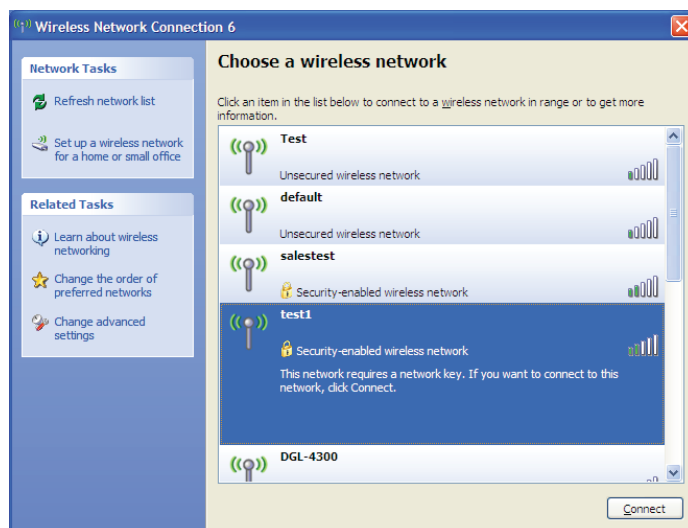 Wireless Network Connection 6
Network Tasks
Refresh network list
Set up a wireless network
for a home or small office
Related Tasks
Learn about wireless
networking
Change the order of
preferred networks
Change advanced
settings
Choose a wireless network
Click an item in the list below to connect to a wireless network in range or to get more
information.
Test
Unsecured wireless network
default
Unsecured wireless network
salestest
Security-enabled wireless network
test1
Security-enabled wireless network
This network requires a network key. If you want to connect to this
network, click Connect.
DGL-4300
Connect